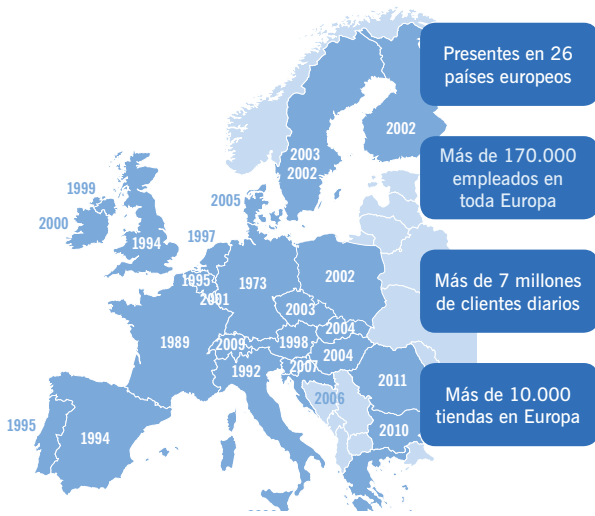 Presentes en 26
países europeos
2002
2003
2002
Más de 170.000
empleados en
toda Europa
1999
2005
2000
1994
1997
1995
2001
1973
2002
Más de 7 millones
de clientes diarios
2003
2004
1989
2009
1998
2004
1992
2007
2006
2011
Más de 10.000
tiendas en Europa
1995
1994
2010